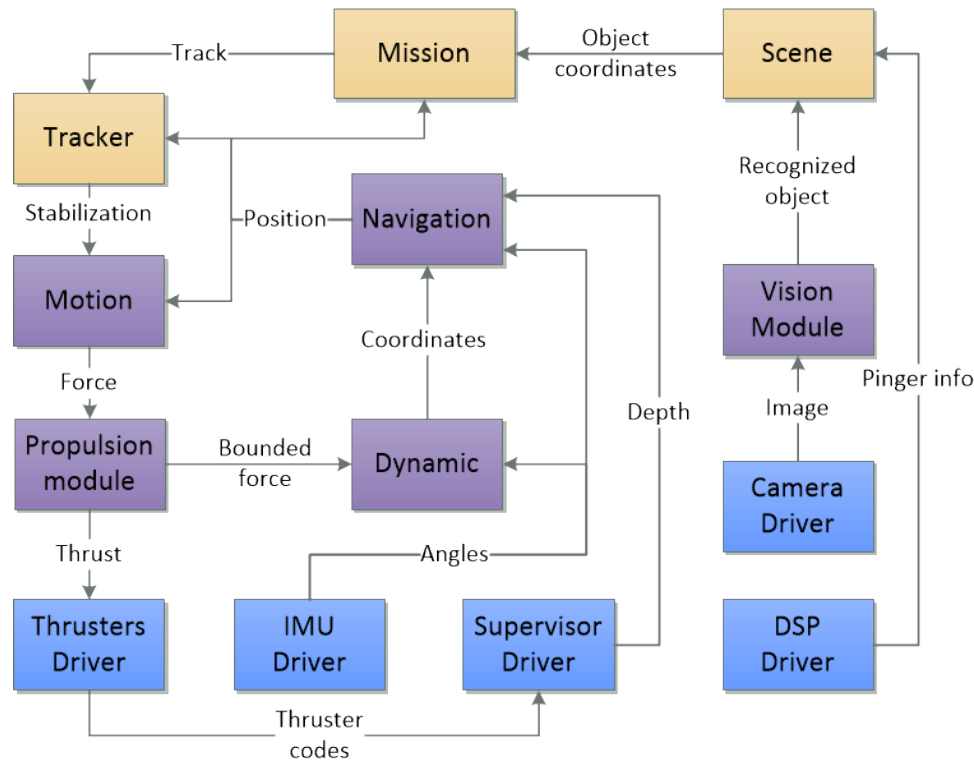 Track
Mission
Object
coordinates
Scene
Tracker
Recognized
object
Stabilization
Position
Navigation
Motion
Vision
Module
Coordinates
Pinger info
Force
Depth
Image
Propulsion
module
Bounded
force
Dynamic
Camera
Driver
Thrust
Angles
Thrusters
Driver
IMU
Driver
Supervisor
Driver
DSP
Driver
Thruster
codes